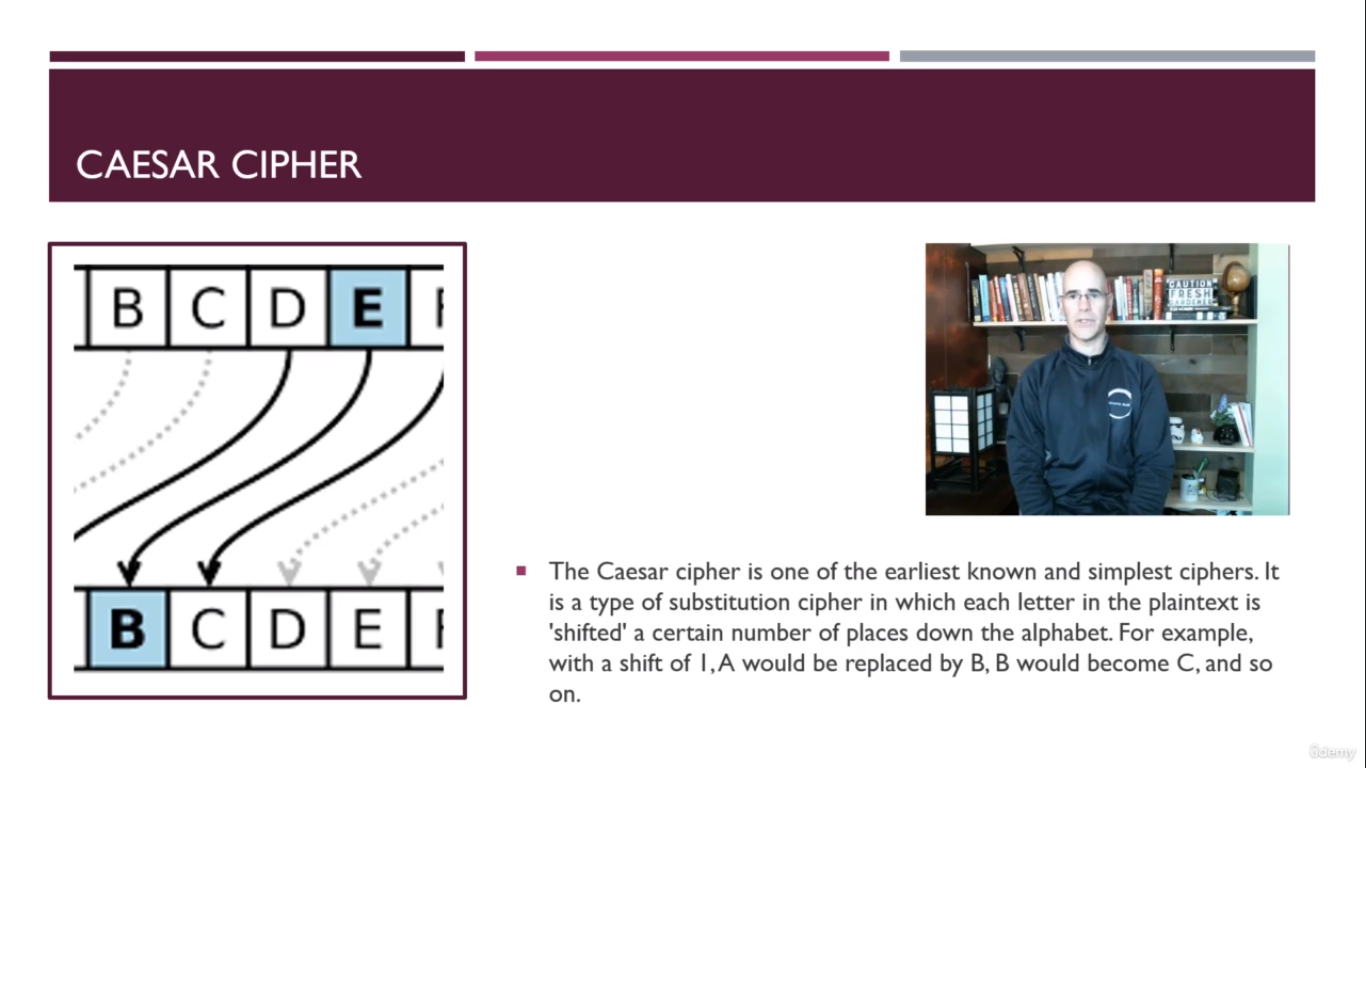 CAESAR CIPHER
B C D E
B C D E
CAUTION
FRESH
The Caesar cipher is one of the earliest known and simplest ciphers. It
is a type of substitution cipher in which each letter in the plaintext is
'shifted' a certain number of places down the alphabet. For example,
with a shift of 1, A would be replaced by B, B would become C, and so
on.
ûdemy